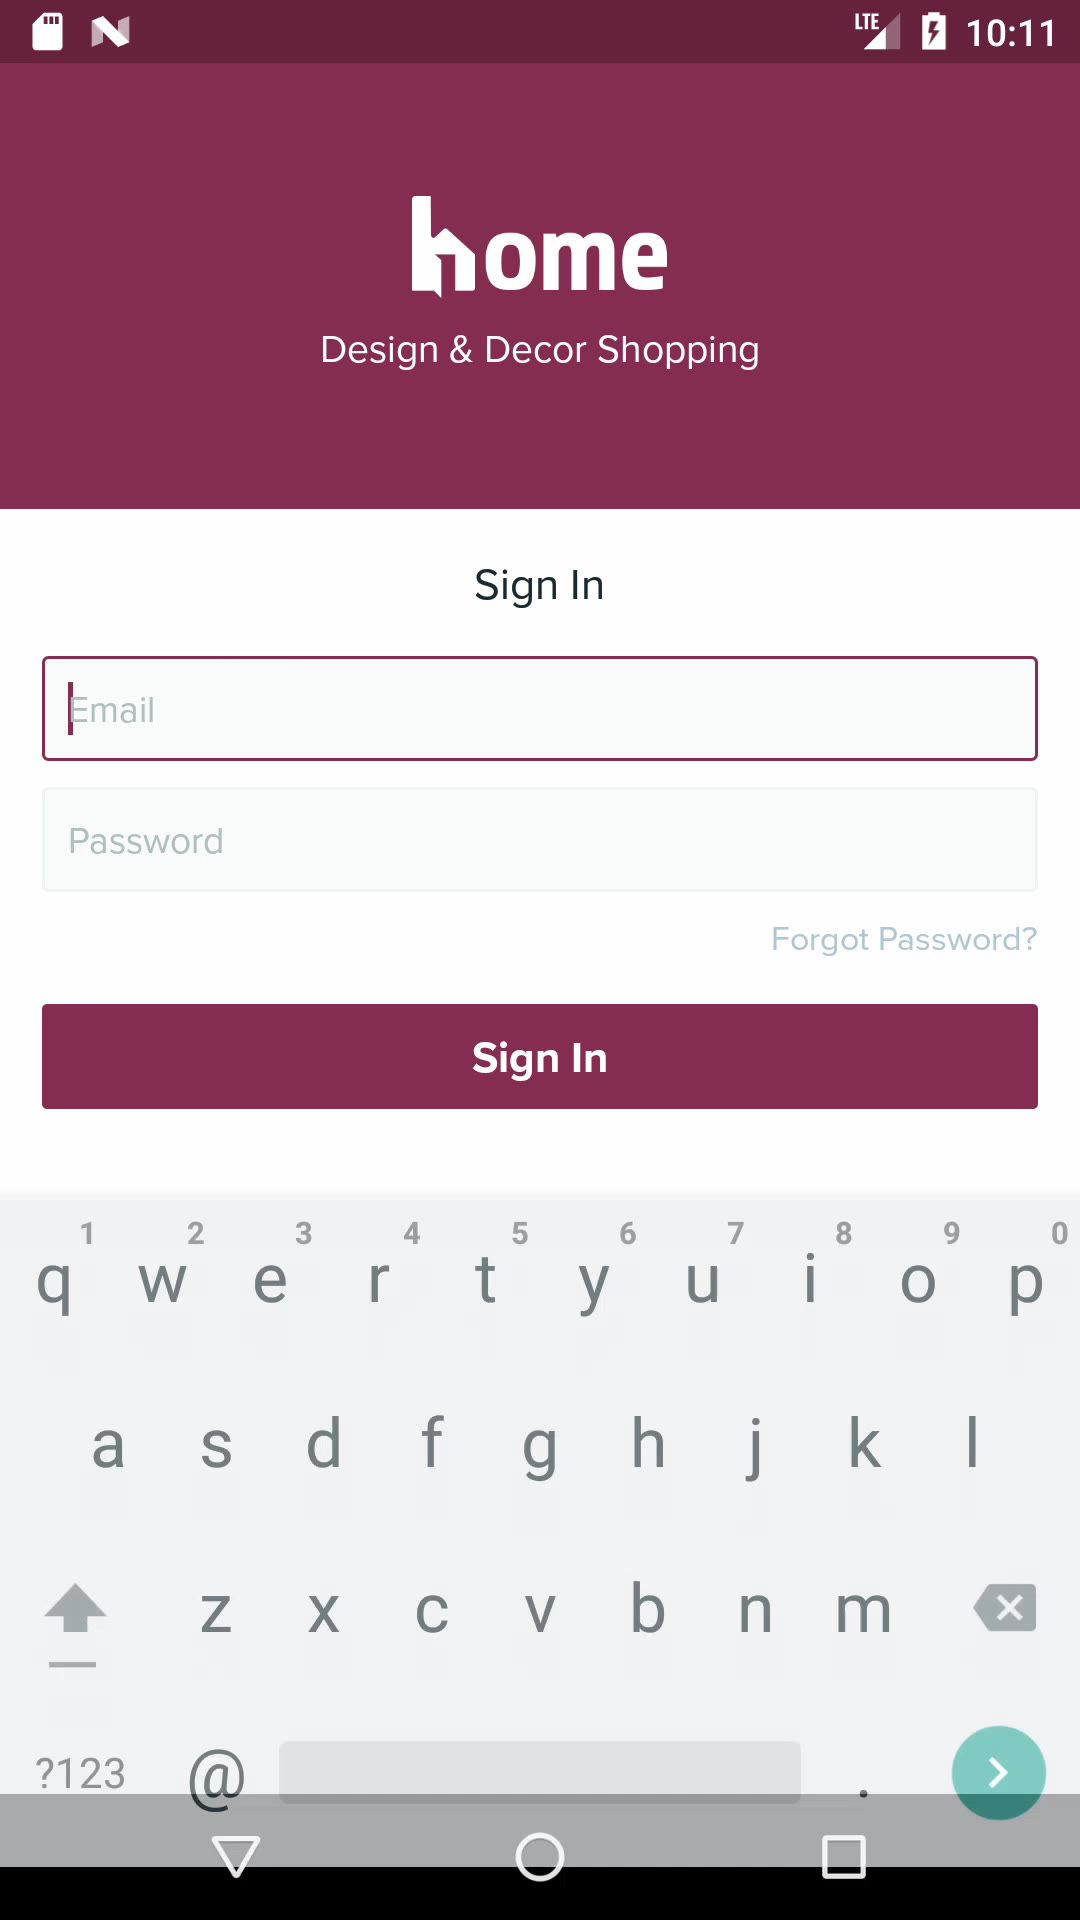 LTE 10:11
home
Design & Decor Shopping
Sign In
Email
Password
Forgot Password?
Sign In
1 2 3 4 5 6 7 8 9 0
q w e r t y u i o p
a s d f g h j k l
z x c v b n m
?123 @ .